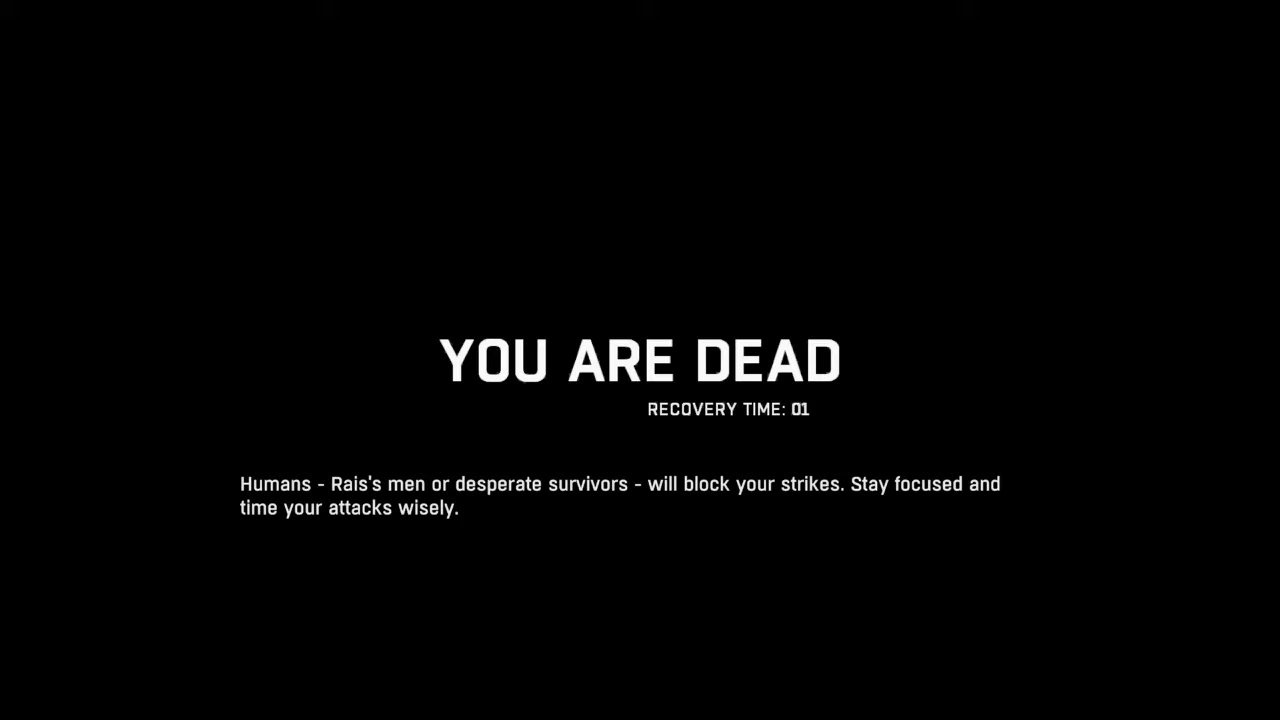 YOU ARE DEAD
RECOVERY TIME: 01
Humans - Rais's men or desperate survivors - will block your strikes. Stay focused and
time your attacks wisely.